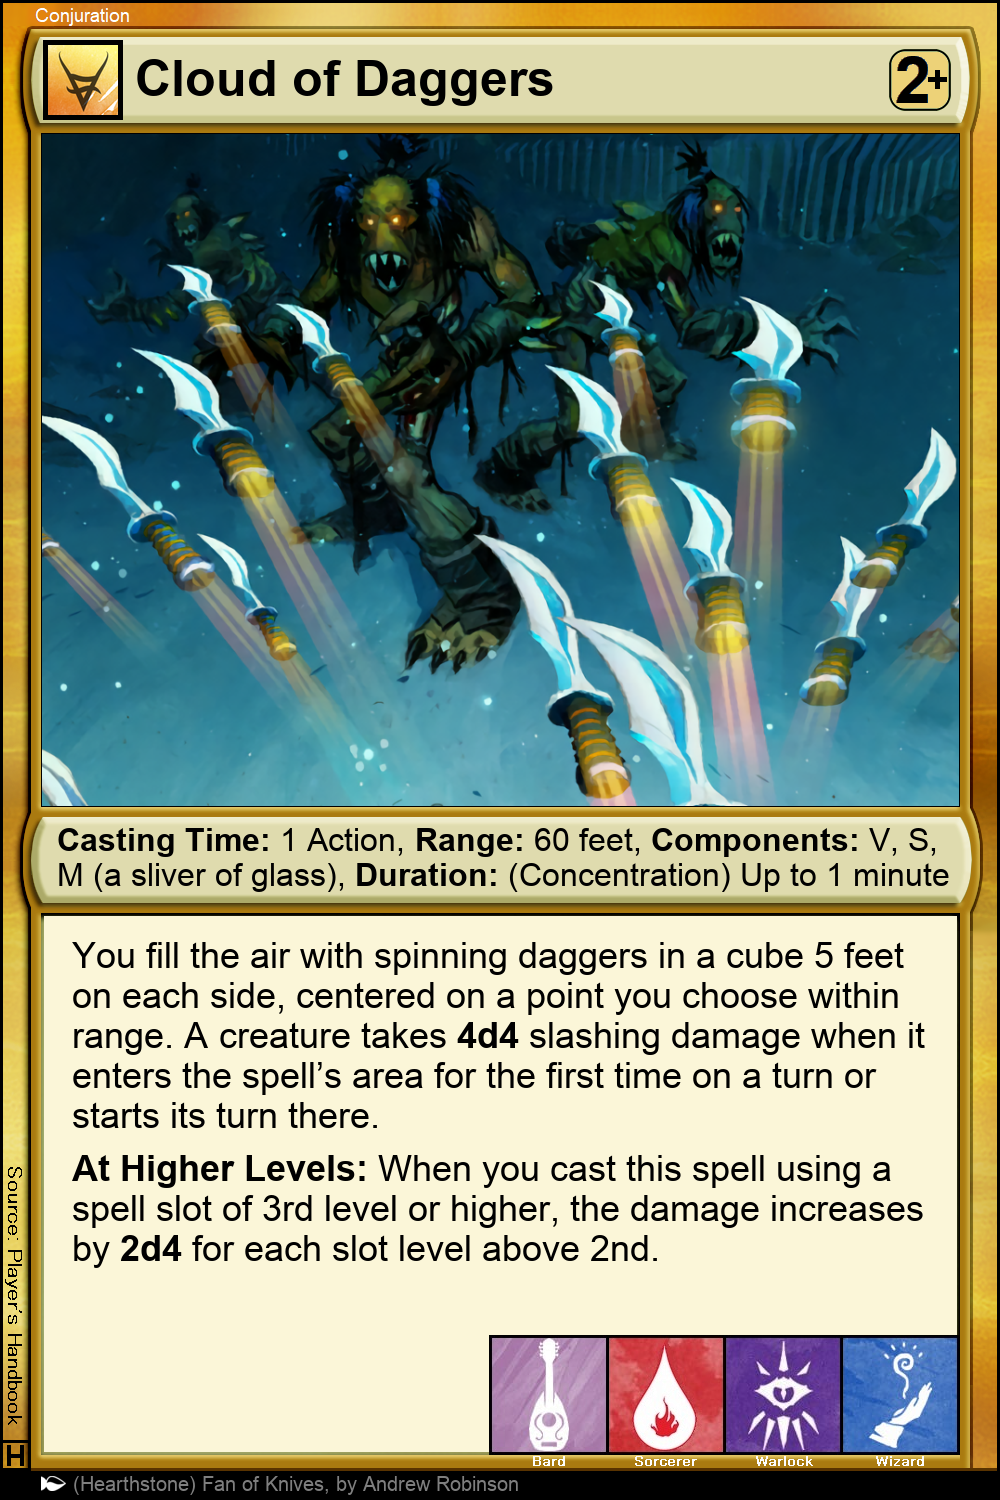 Conjuration
Cloud of Daggers
2+
Casting Time: 1 Action, Range: 60 feet, Components: V, S,
M (a sliver of glass), Duration: (Concentration) Up to 1 minute
You fill the air with spinning daggers in a cube 5 feet
on each side, centered on a point you choose within
range. A creature takes 4d4 slashing damage when it
enters the spell’s area for the first time on a turn or
starts its turn there.
At Higher Levels: When you cast this spell using a
spell slot of 3rd level or higher, the damage increases
by 2d4 for each slot level above 2nd.
Source: Player's Handbook
H
Bard Sorcerer Warlock Wizard
(Hearthstone) Fan of Knives, by Andrew Robinson